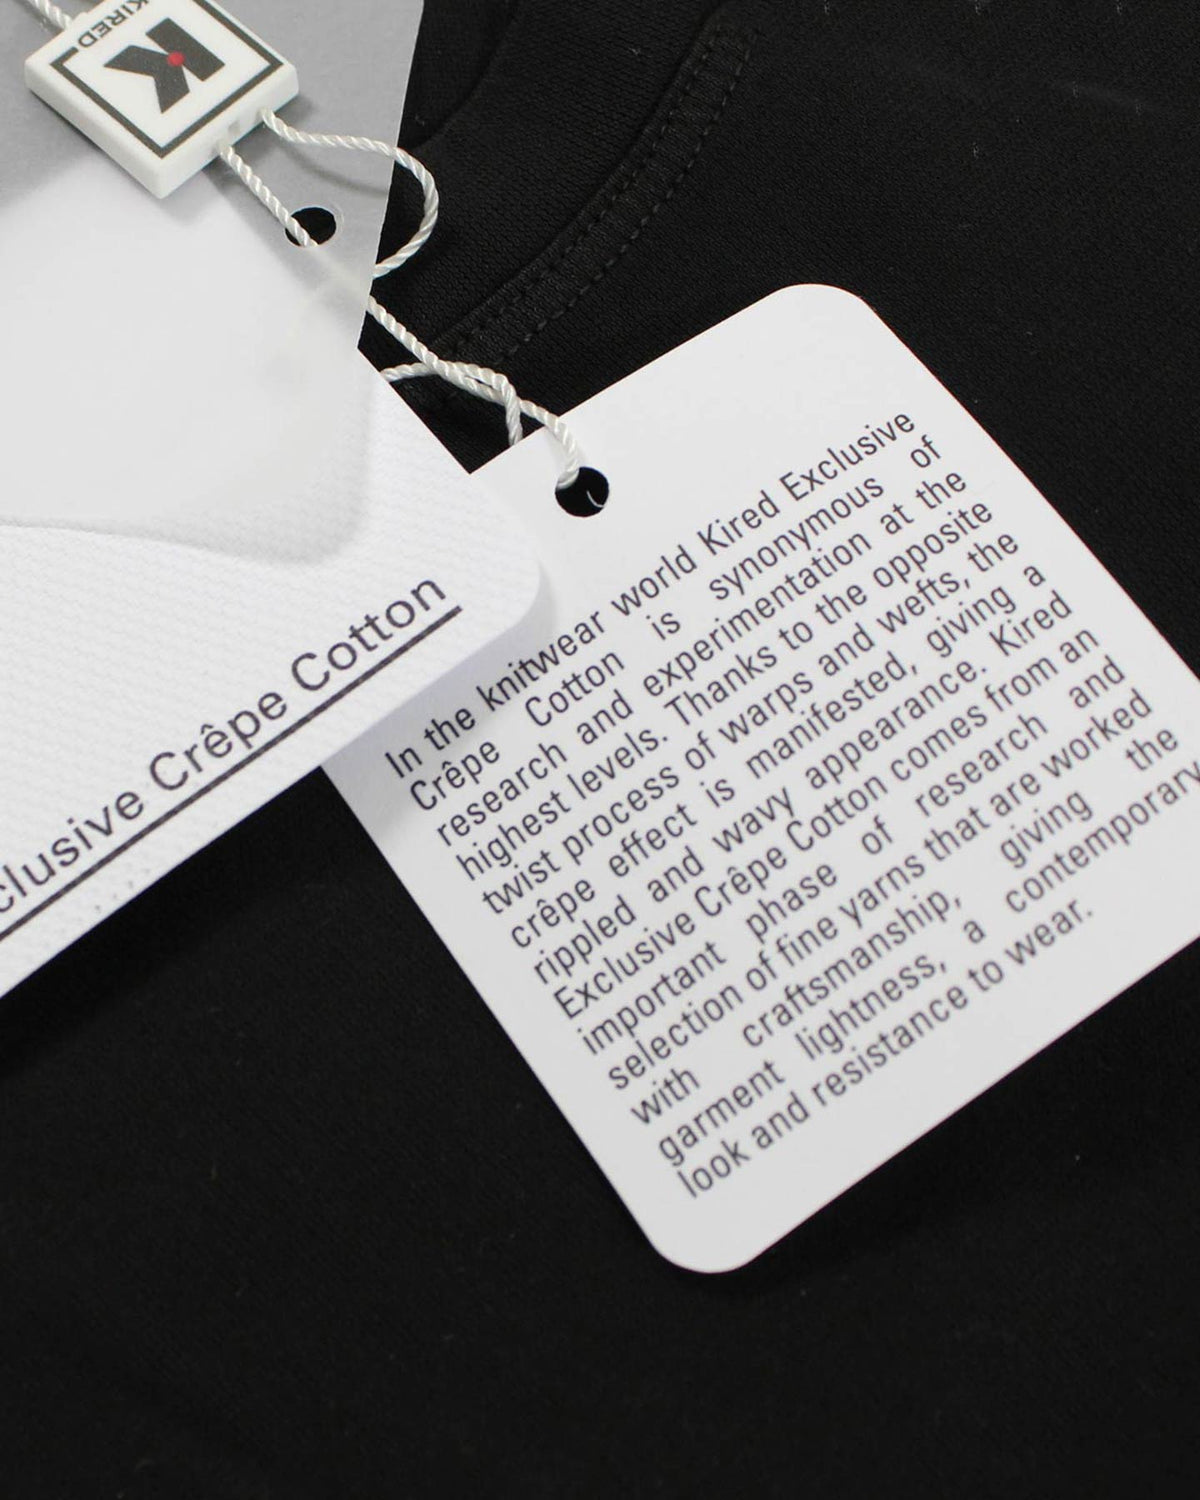 KIRED
K
clusive Crêpe Cotton
In the knitwear world Kired Exclusive
Crêpe Cotton is synonymous of
research and experimentation at the
highest levels. Thanks to the opposite
twist process of warps and wefts, the
crêpe effect is manifested, giving a
rippled and wavy appearance. Kired
Exclusive Crêpe Cotton comes from an
important phase of research and
selection of fine yarns that are worked
with craftsmanship, giving the
garment lightness, a contemporary
look and resistance to wear.